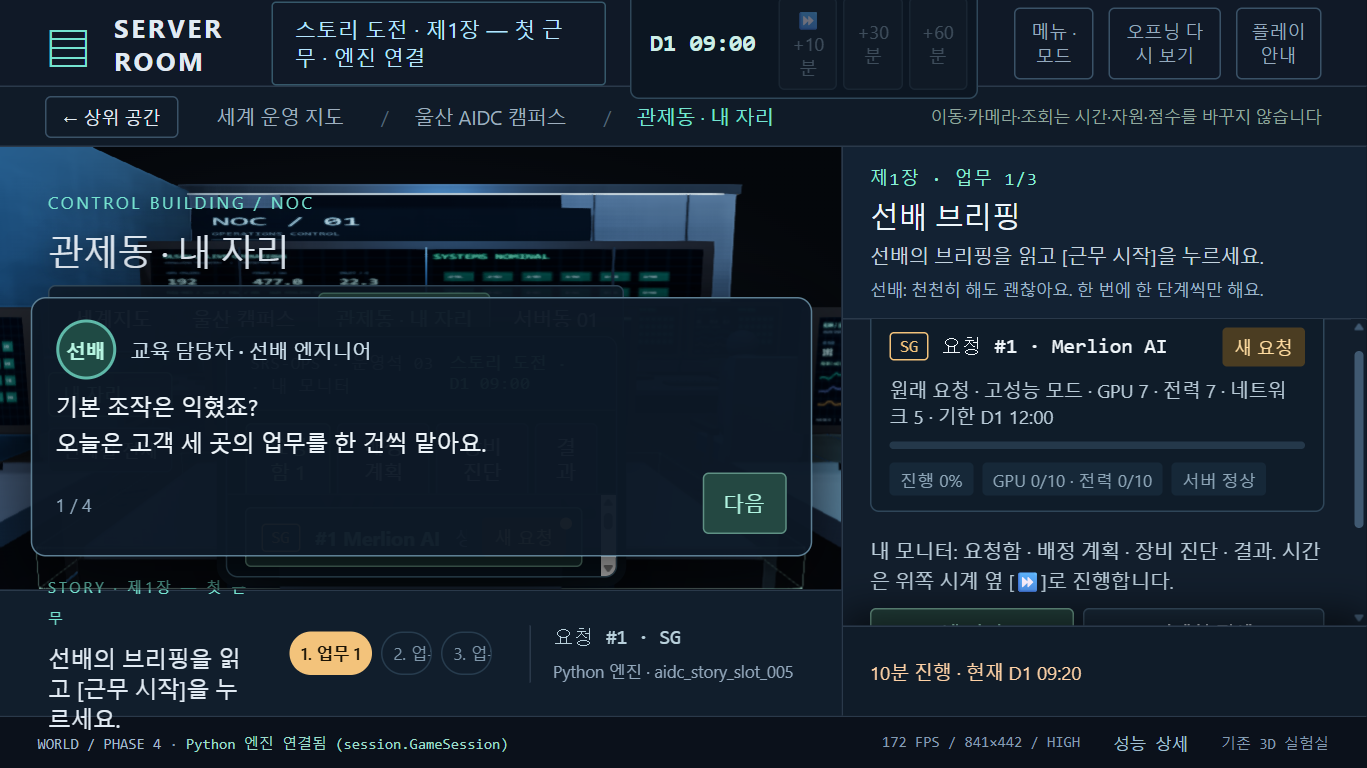 SERVER
ROOM
스토리 도전 · 제1장 — 첫 근
무 · 엔진 연결
D1 09:00
⏩
+10
분
+30
분
+60
분
메뉴 ·
모드
오프닝 다
시 보기
플레이
안내
← 상위 공간
세계 운영 지도
/
울산 AIDC 캠퍼스
/
관제동 · 내 자리
이동·카메라·조회는 시간·자원·점수를 바꾸지 않습니다
CONTROL BUILDING / NOC
NOC / 01
OPERATIONS CONTROL
관제동 · 내 자리
SYSTEMS NOMINAL
192
477.8
22.3
선배
교육 담당자 · 선배 엔지니어
기본 조작은 익혔죠?
오늘은 고객 세 곳의 업무를 한 건씩 맡아요.
1 / 4
다음
SG
#1 Merlion AI
새 요청
STORY · 제1장 — 첫 근
무
선배의 브리핑을 읽
고 [근무 시작]을 누
르세요.
1. 업무 1
2. 업
3. 업
요청 #1 · SG
Python 엔진 · aidc_story_slot_005
제1장 · 업무 1/3
선배 브리핑
선배의 브리핑을 읽고 [근무 시작]을 누르세요.
선배: 천천히 해도 괜찮아요. 한 번에 한 단계씩만 해요.
SG
요청 #1 · Merlion AI
새 요청
원래 요청 · 고성능 모드 · GPU 7 · 전력 7 · 네트워
크 5 · 기한 D1 12:00
진행 0%
GPU 0/10 · 전력 0/10
서버 정상
내 모니터: 요청함 · 배정 계획 · 장비 진단 · 결과. 시간
은 위쪽 시계 옆 [⏩]로 진행합니다.
10분 진행 · 현재 D1 09:20
WORLD / PHASE 4 · Python 엔진 연결됨 (session.GameSession)
172 FPS / 841×442 / HIGH
성능 상세
기존 3D 실험실